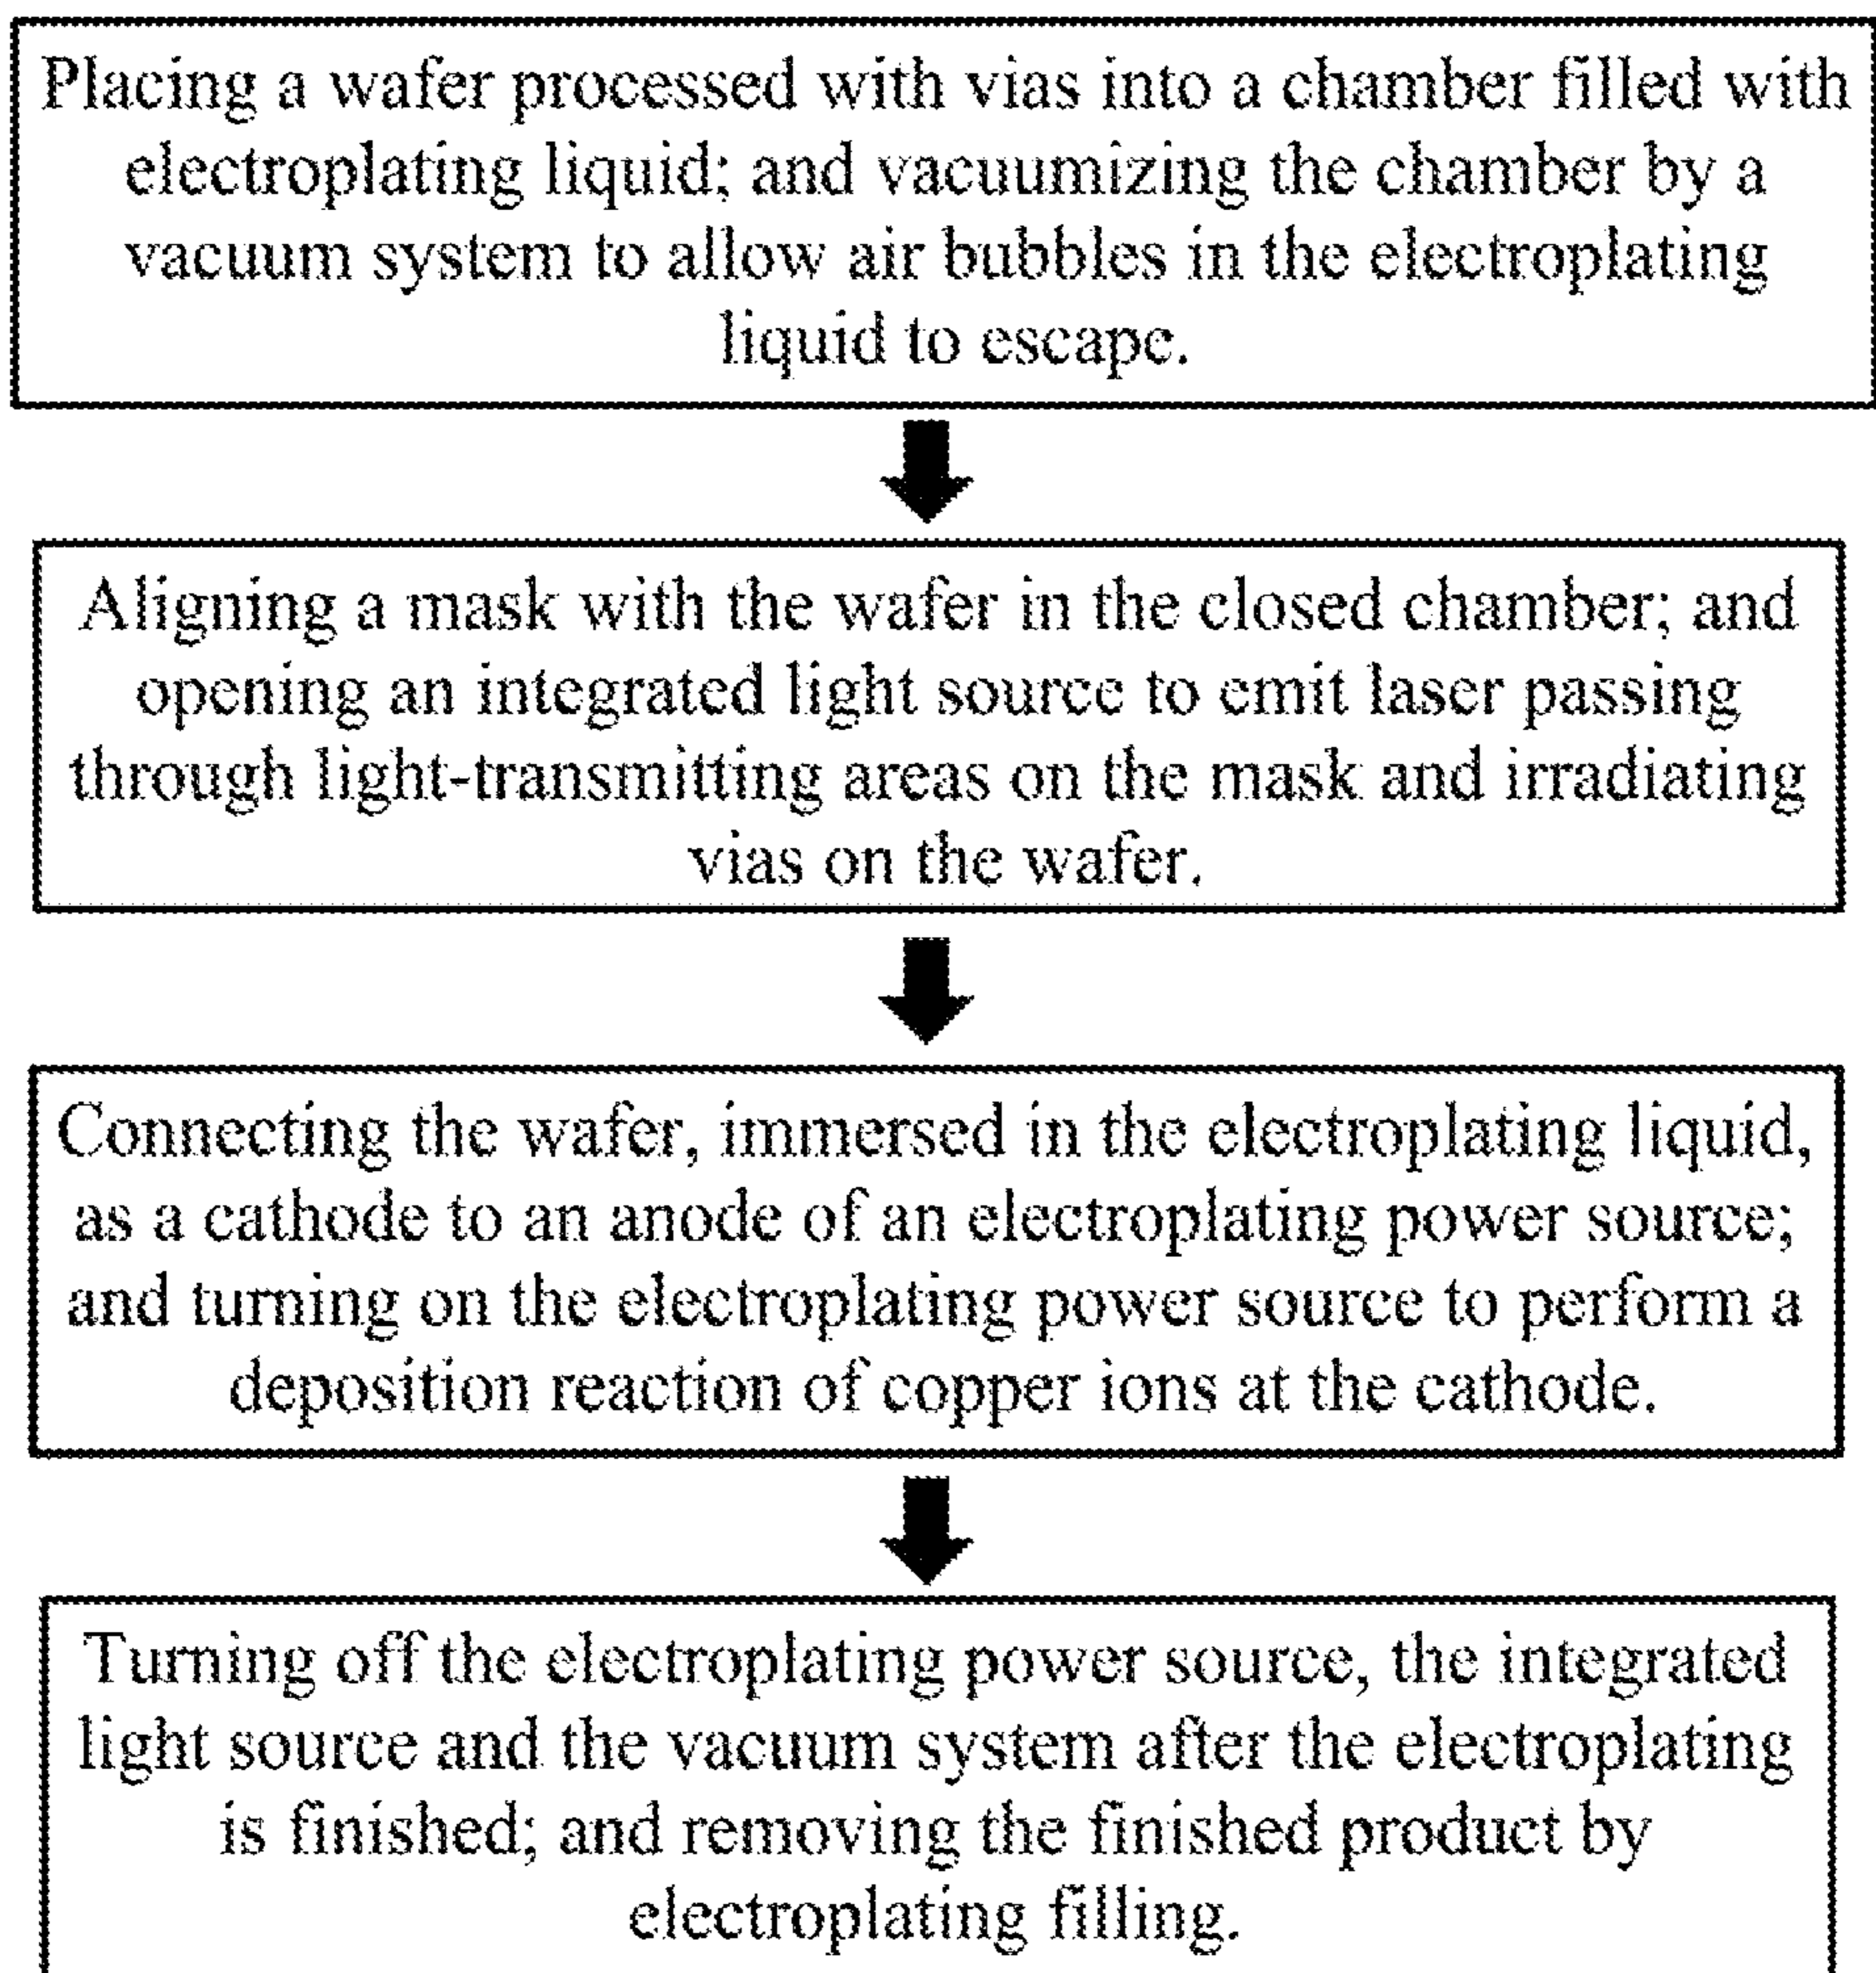 Placing a wafer processed with vias into a chamber filled with
electroplating liquid; and vacuumizing the chamber by a
vacuum system to allow air bubbles in the electroplating
liquid to escape.
Aligning a mask with the wafer in the closed chamber; and
opening an integrated light source to emit laser passing
through light-transmitting areas on the mask and irradiating
vias on the wafer.
Connecting the wafer, immersed in the electroplating liquid,
as a cathode to an anode of an electroplating power source;
and turning on the electroplating power source to perform a
deposition reaction of copper ions at the cathode.
Turning off the electroplating power source, the integrated
light source and the vacuum system after the electroplating
is finished; and removing the finished product by
electroplating filling.